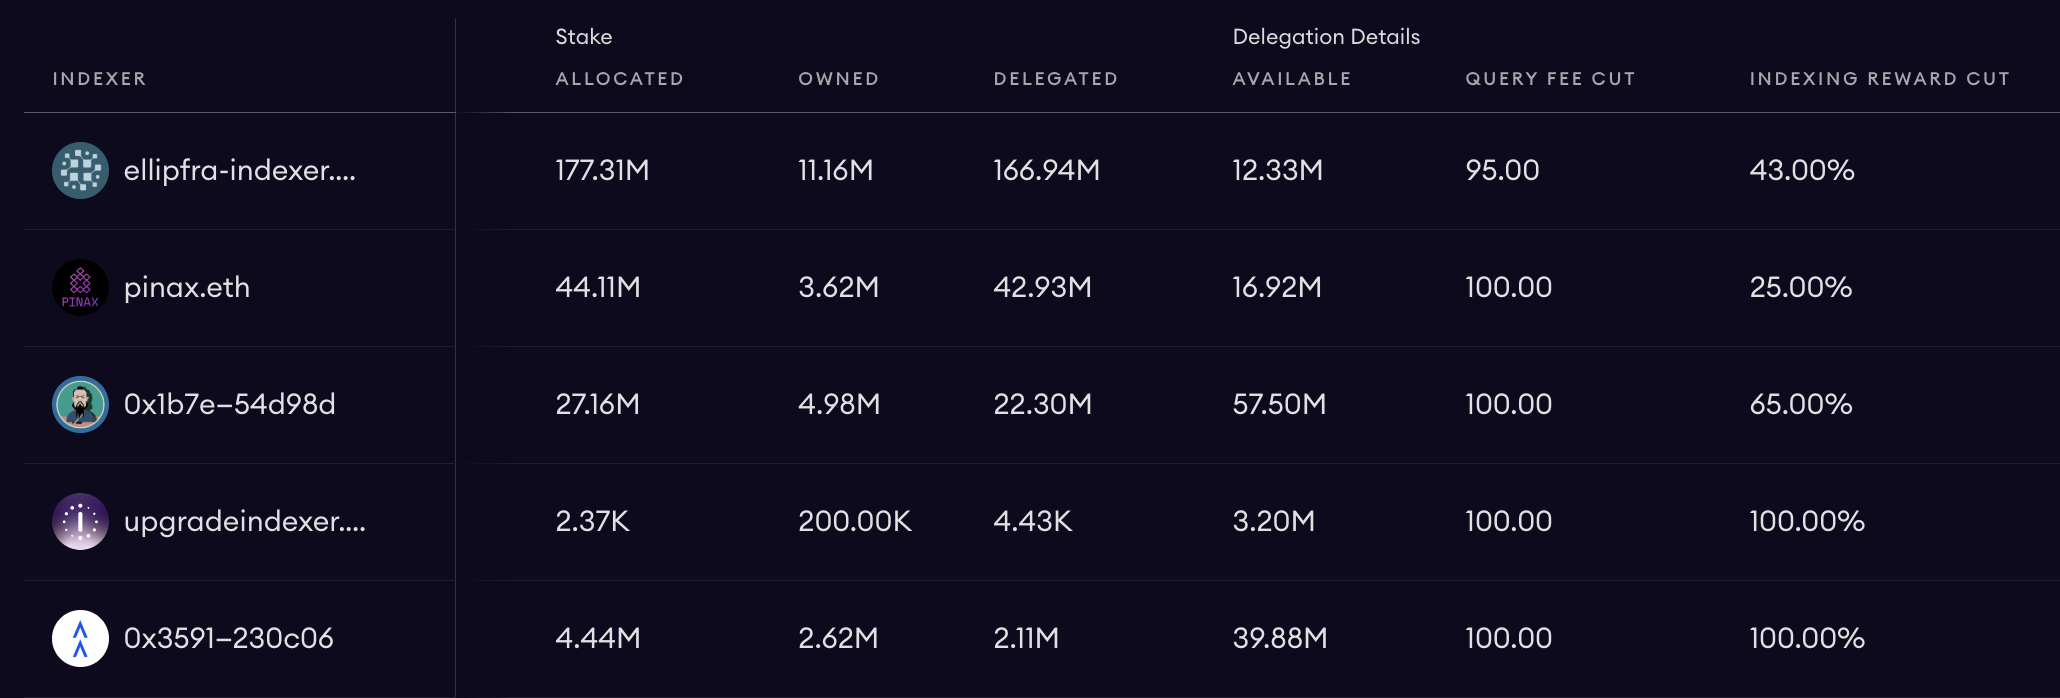 Stake Delegation Details
INDEXER ALLOCATED OWNED DELEGATED AVAILABLE QUERY FEE CUT INDEXING REWARD CUT
ellipfra-indexer.... 177.31M 11.16M 166.94M 12.33M 95.00 43.00%
PINAX pinax.eth 44.11M 3.62M 42.93M 16.92M 100.00 25.00%
0x1b7e–54d98d 27.16M 4.98M 22.30M 57.50M 100.00 65.00%
upgradeindexer.... 2.37K 200.00K 4.43K 3.20M 100.00 100.00%
0x3591–230c06 4.44M 2.62M 2.11M 39.88M 100.00 100.00%